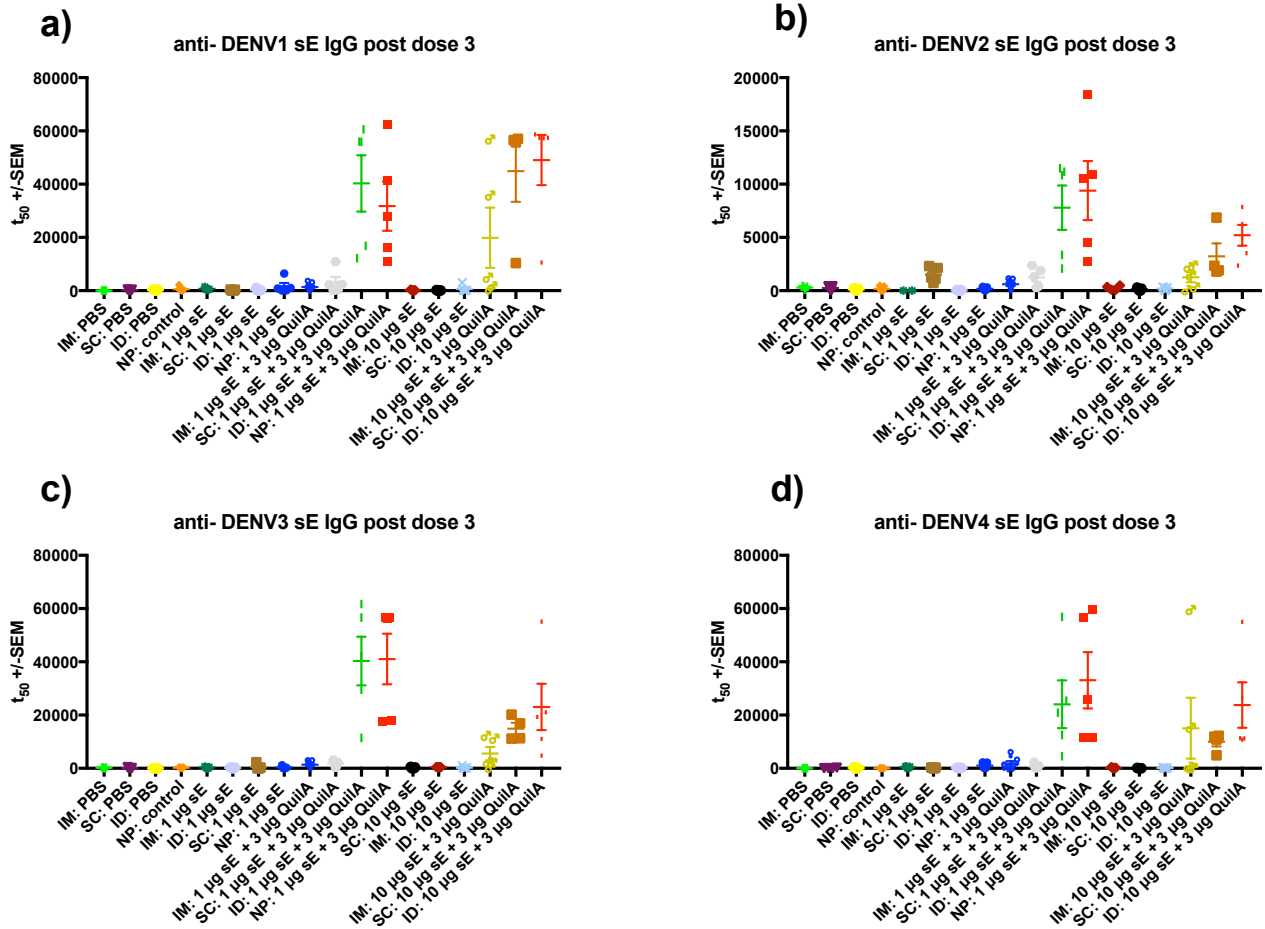 a)
anti- DENV1 sE IgG post dose 3
t50 +/-SEM
80000
60000
40000
20000
0
IM: PBS
SC: PBS
ID: PBS
NP: control
IM: 1 µg sE
SC: 1 µg sE
ID: 1 µg sE
NP: 1 µg sE
IM: 1 µg sE + 3 µg QuilA
SC: 1 µg sE + 3 µg QuilA
ID: 1 µg sE + 3 µg QuilA
NP: 1 µg sE + 3 µg QuilA
IM: 10 µg sE
SC: 10 µg sE
ID: 10 µg sE
IM: 10 µg sE + 3 µg QuilA
SC: 10 µg sE + 3 µg QuilA
ID: 10 µg sE + 3 µg QuilA
b)
anti- DENV2 sE IgG post dose 3
t50 +/-SEM
20000
15000
10000
5000
0
IM: PBS
SC: PBS
ID: PBS
NP: control
IM: 1 µg sE
SC: 1 µg sE
ID: 1 µg sE
NP: 1 µg sE
IM: 1 µg sE + 3 µg QuilA
SC: 1 µg sE + 3 µg QuilA
ID: 1 µg sE + 3 µg QuilA
NP: 1 µg sE + 3 µg QuilA
IM: 10 µg sE
SC: 10 µg sE
ID: 10 µg sE
IM: 10 µg sE + 3 µg QuilA
SC: 10 µg sE + 3 µg QuilA
ID: 10 µg sE + 3 µg QuilA
c)
anti- DENV3 sE IgG post dose 3
t50 +/-SEM
80000
60000
40000
20000
0
IM: PBS
SC: PBS
ID: PBS
NP: control
IM: 1 µg sE
ID: 1 µg sE
SC: 1 µg sE
NP: 1 µg sE
IM: 1 µg sE + 3 µg QuilA
SC: 1 µg sE + 3 µg QuilA
ID: 1 µg sE + 3 µg QuilA
NP: 1 µg sE + 3 µg QuilA
SC: 10 µg sE
IM: 10 µg sE
ID: 10 µg sE
IM: 10 µg sE + 3 µg QuilA
SC: 10 µg sE + 3 µg QuilA
ID: 10 µg sE + 3 µg QuilA
d)
anti- DENV4 sE IgG post dose 3
t50 +/-SEM
80000
60000
40000
20000
0
IM: PBS
SC: PBS
ID: PBS
NP: control
IM: 1 µg sE
SC: 1 µg sE
ID: 1 µg sE
NP: 1 µg sE
IM: 1 µg sE + 3 µg QuilA
SC: 1 µg sE + 3 µg QuilA
ID: 1 µg sE + 3 µg QuilA
NP: 1 µg sE + 3 µg QuilA
IM: 10 µg sE
SC: 10 µg sE
ID: 10 µg sE
IM: 10 µg sE + 3 µg QuilA
SC: 10 µg sE + 3 µg QuilA
ID: 10 µg sE + 3 µg QuilA